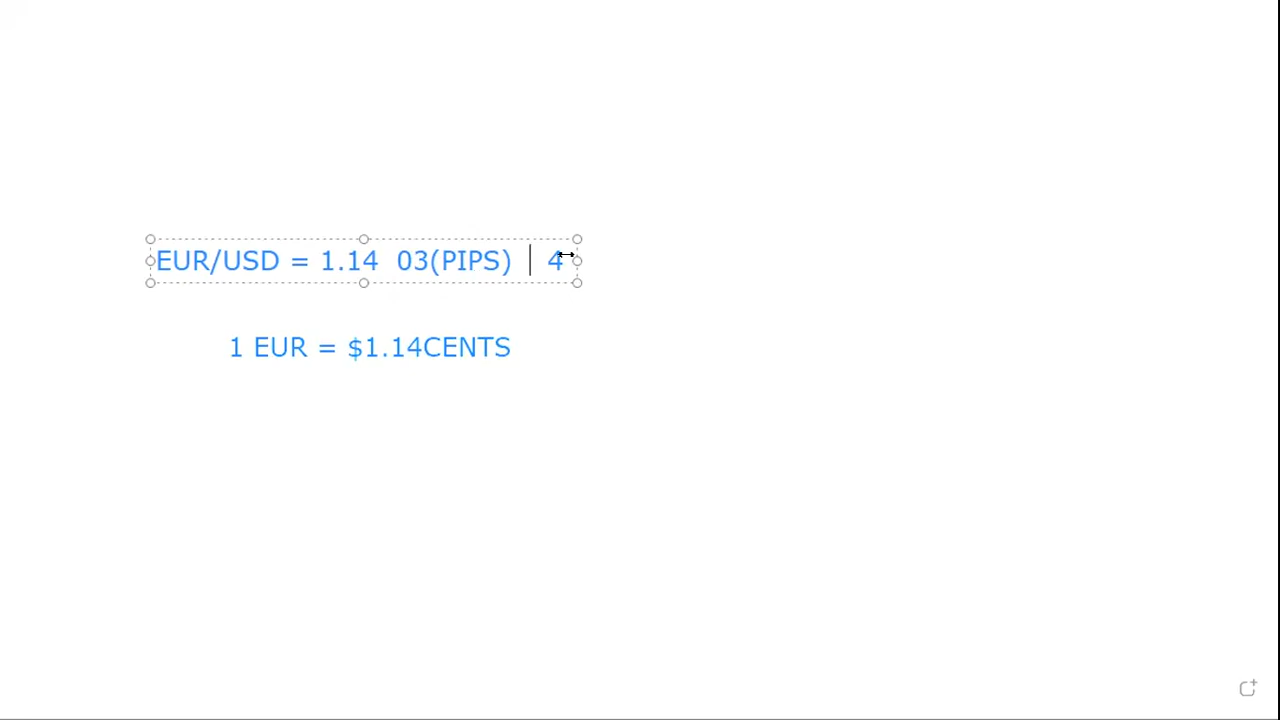 EUR/USD = 1.14  03(PIPS)    4
1 EUR = $1.14CENTS